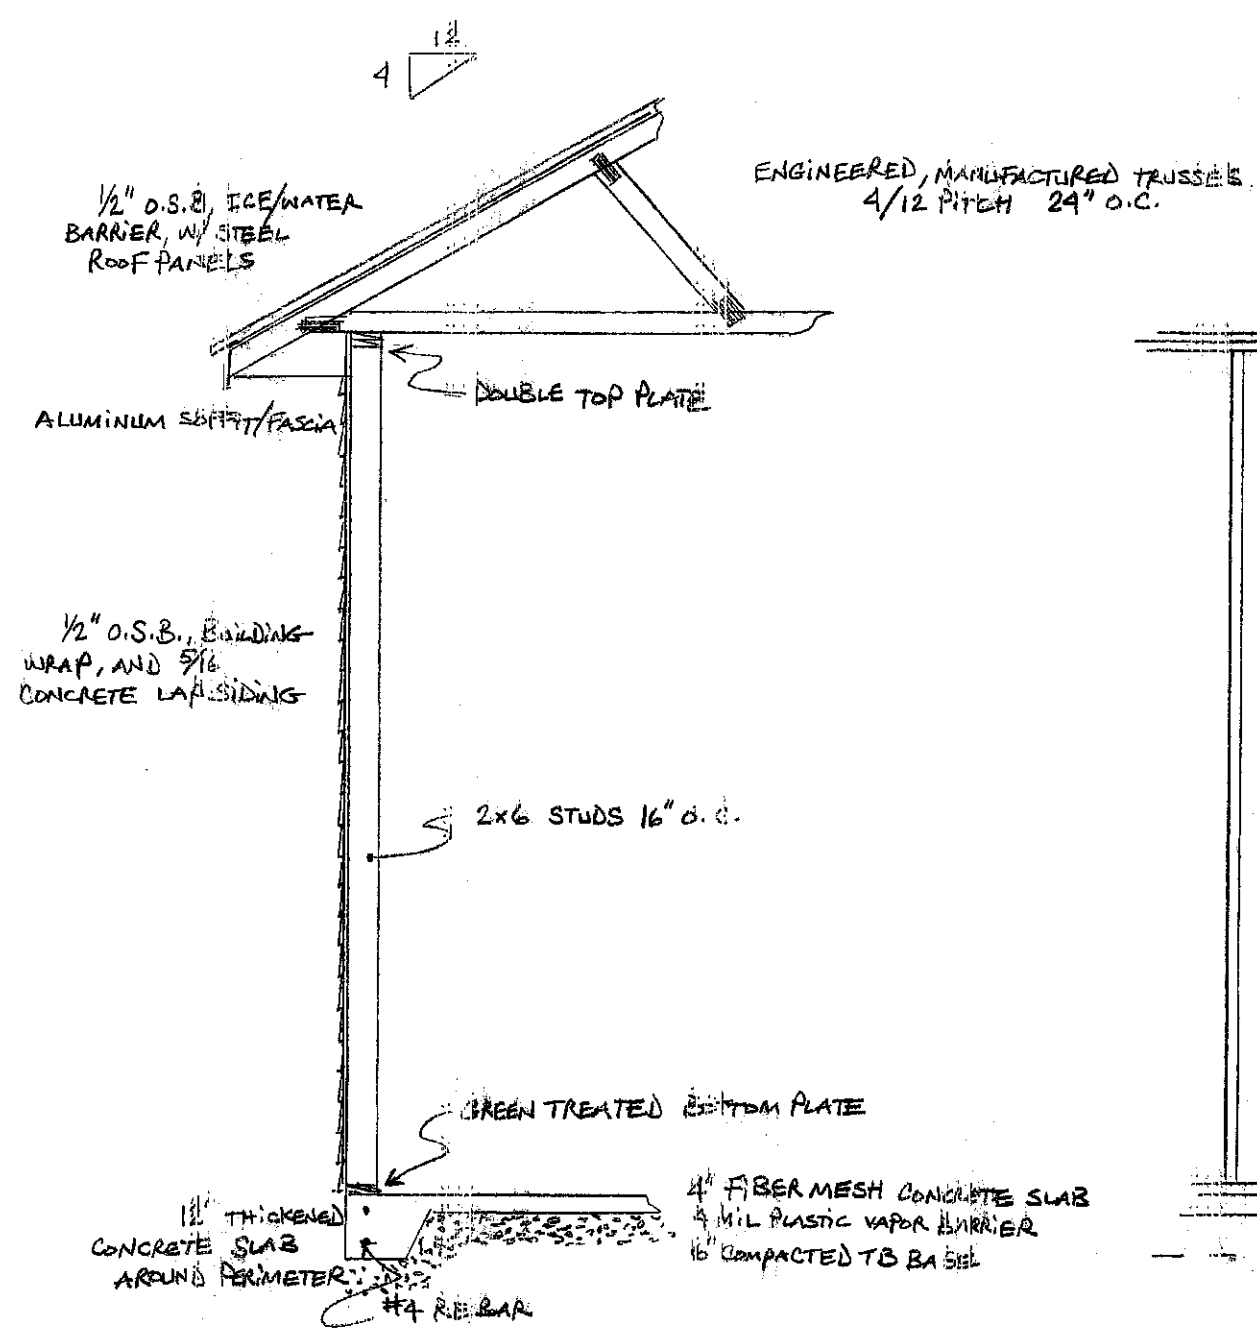 12
4
1/2" O.S.B, ICE/WATER
BARRIER, W/ STEEL
ROOF PANELS
ENGINEERED, MANUFACTURED TRUSSES
4/12 PITCH 24" O.C.
DOUBLE TOP PLATE
ALUMINUM SOFFIT/FASCIA
1/2" O.S.B., BUILDING
WRAP, AND 5/16
CONCRETE LAP SIDING
2x6 STUDS 16" O.C.
GREEN TREATED BOTTOM PLATE
12" THICKENED
CONCRETE SLAB
AROUND PERIMETER
#4 REBAR
4" FIBER MESH CONCRETE SLAB
4 MIL PLASTIC VAPOR BARRIER
COMPACTED BASE